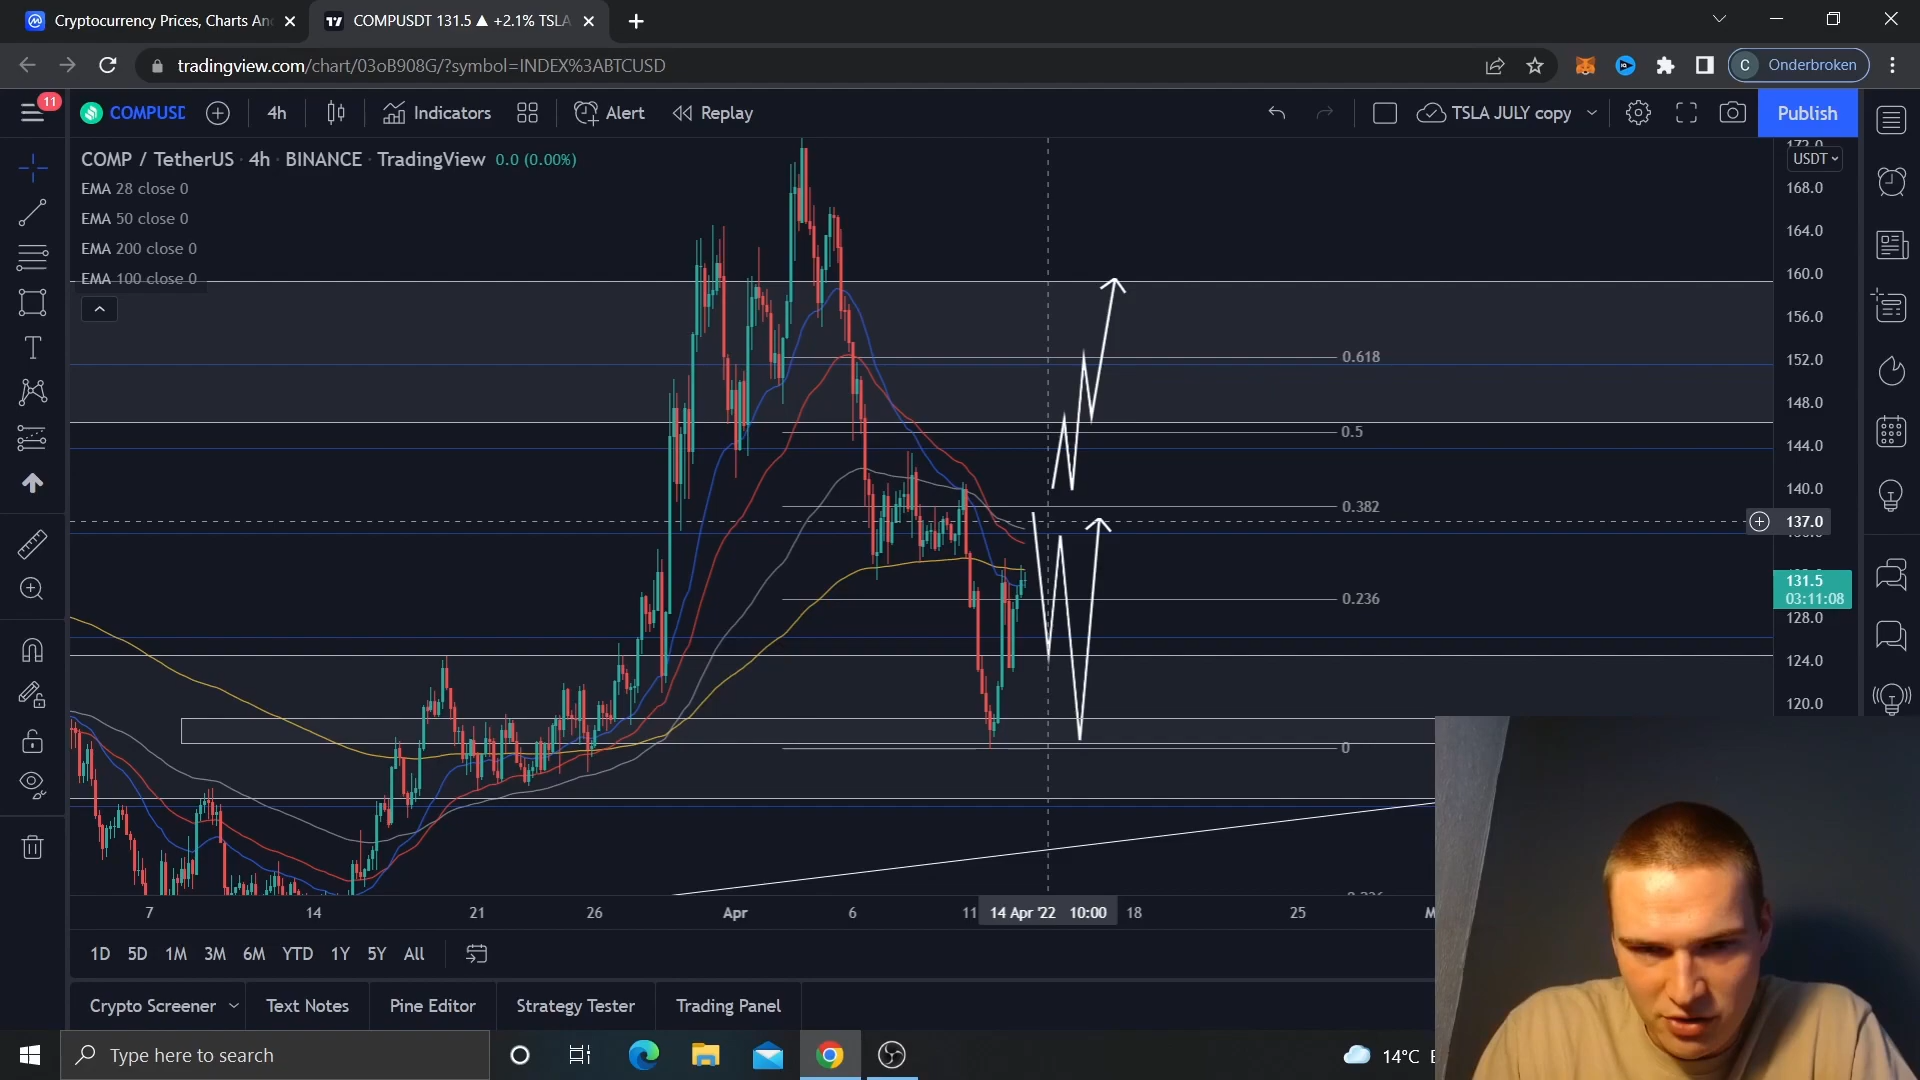 Cryptocurrency Prices, Charts An
COMPUSDT 131.5 ▲ +2.1% TSLA
tradingview.com/chart/03oB908G/?symbol=INDEX%3ABTCUSD
C Onderbroken
11
COMPUSD
4h
Indicators
Alert
Replay
TSLA JULY copy
Publish
COMP / TetherUS · 4h · BINANCE · TradingView 0.0 (0.00%)
EMA 28 close 0
EMA 50 close 0
EMA 200 close 0
EMA 100 close 0
172.0
USDT
168.0
164.0
160.0
156.0
152.0
148.0
144.0
140.0
137.0
131.5
03:11:08
128.0
124.0
120.0
0.618
0.5
0.382
0.236
0
7
14
21
26
Apr
6
11
14 Apr '22 10:00
18
25
M
1D 5D 1M 3M 6M YTD 1Y 5Y All
Crypto Screener
Text Notes
Pine Editor
Strategy Tester
Trading Panel
Type here to search
14°C